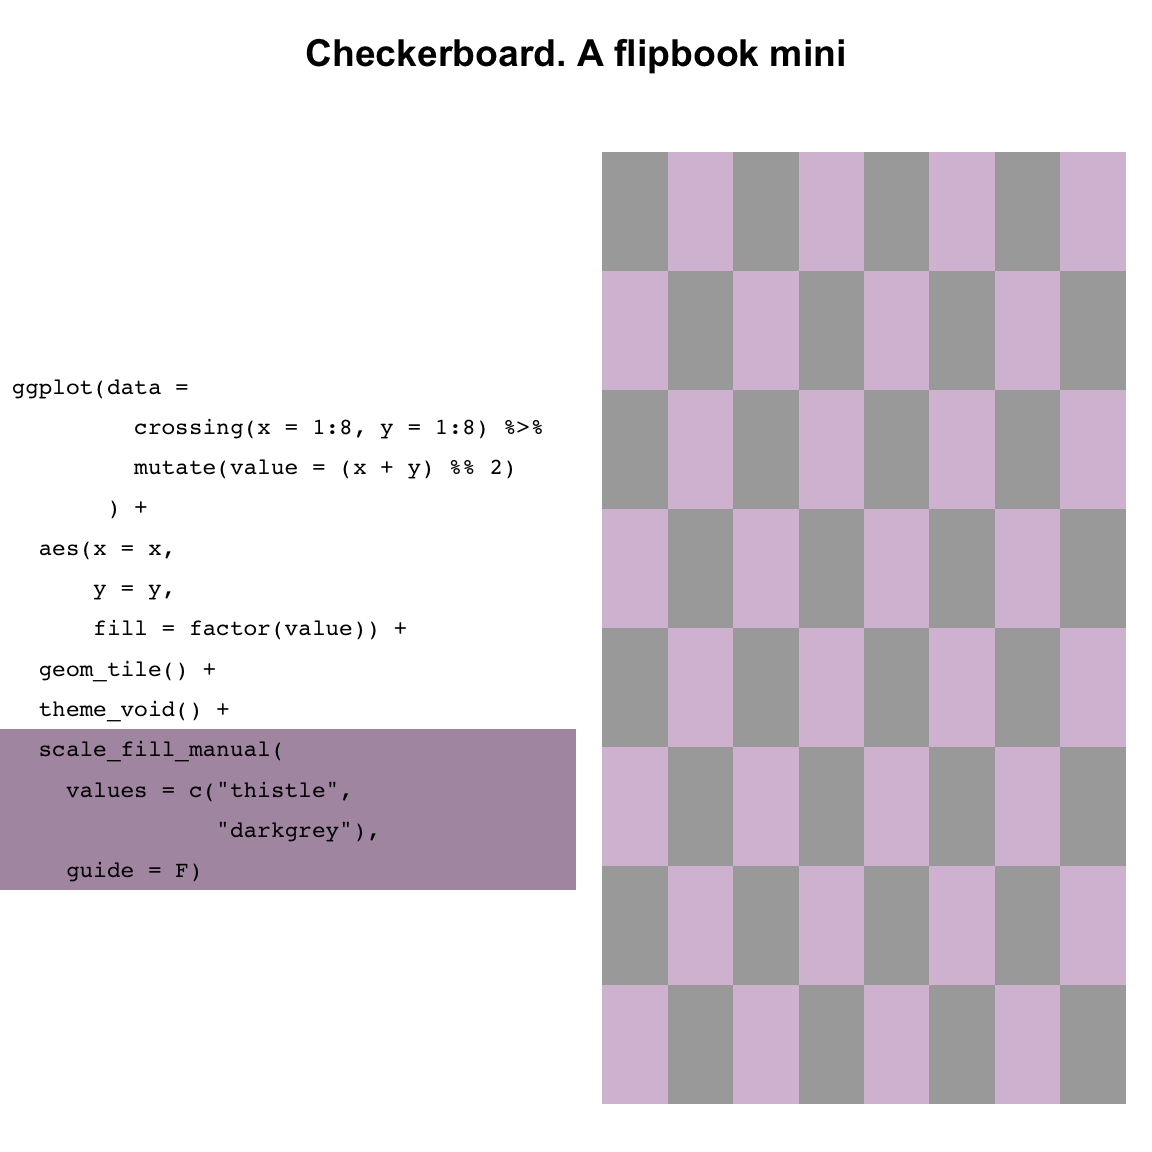 Checkerboard. A flipbook mini
ggplot(data =
         crossing(x = 1:8, y = 1:8) %>%
         mutate(value = (x + y) %% 2)
       ) +
  aes(x = x,
      y = y,
      fill = factor(value)) +
  geom_tile() +
  theme_void() +
  scale_fill_manual(
    values = c("thistle",
               "darkgrey"),
    guide = F)